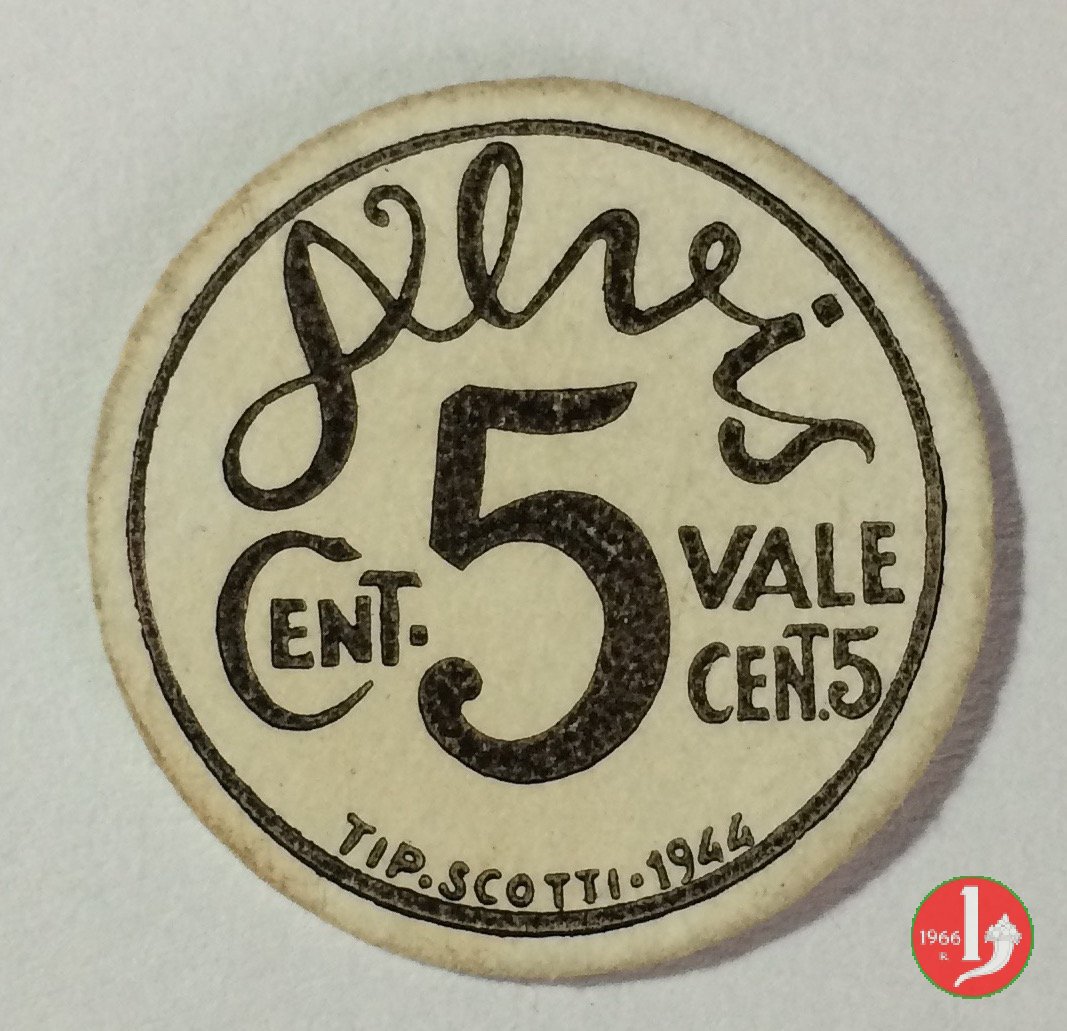 CENT. 5
VALE
CENT. 5
TIP. SCOTTI. 1944
1966
R